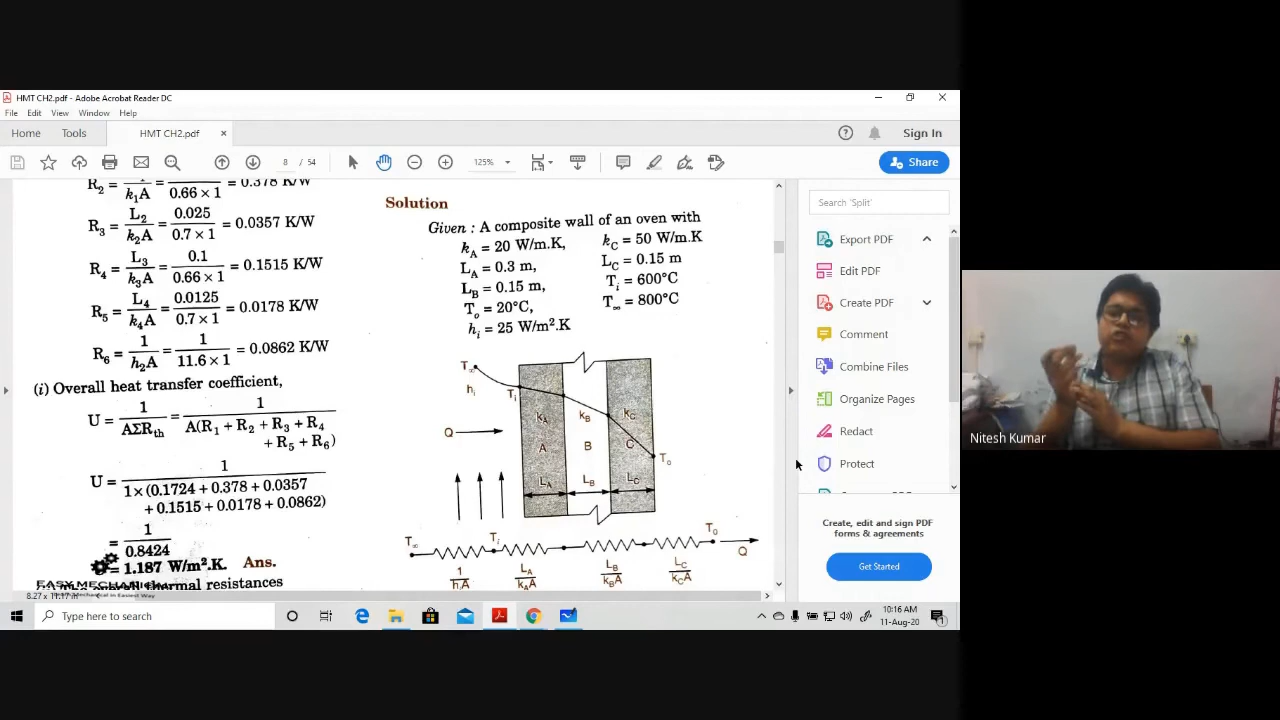 HMT CH2.pdf - Adobe Acrobat Reader DC
File Edit View Window Help
Home Tools HMT CH2.pdf × Sign In
8 / 54 125% Share
R2 = k1A = 0.66 × 1 = 0.378 K/W
R3 = L2/k2A = 0.025/0.7 × 1 = 0.0357 K/W
R4 = L3/k3A = 0.1/0.66 × 1 = 0.1515 K/W
R5 = L4/k4A = 0.0125/0.7 × 1 = 0.0178 K/W
R6 = 1/h2A = 1/11.6 × 1 = 0.0862 K/W
(i) Overall heat transfer coefficient,
U = 1/AΣRth = 1/A(R1 + R2 + R3 + R4
+ R5 + R6)
U = 1/1×(0.1724 + 0.378 + 0.0357
+ 0.1515 + 0.0178 + 0.0862)
= 1/0.8424
= 1.187 W/m².K. Ans.
overall thermal resistances
EASY MECHANICAL
8.27 x 11.17 in
Solution
Given : A composite wall of an oven with
kA = 20 W/m.K, kC = 50 W/m.K
LA = 0.3 m, LC = 0.15 m
LB = 0.15 m, Ti = 600°C
To = 20°C, T∞ = 800°C
hi = 25 W/m².K
T∞
hi Ti kA kB kC
Q A B C To
LA LB LC
T∞ Ti To
Q
1/hiA LA/kAA LB/kBA LC/kCA
Search 'Split'
Export PDF
Edit PDF
Create PDF
Comment
Combine Files
Organize Pages
Redact
Protect
Create, edit and sign PDF
forms & agreements
Get Started
Type here to search
10:16 AM
11-Aug-20
Nitesh Kumar